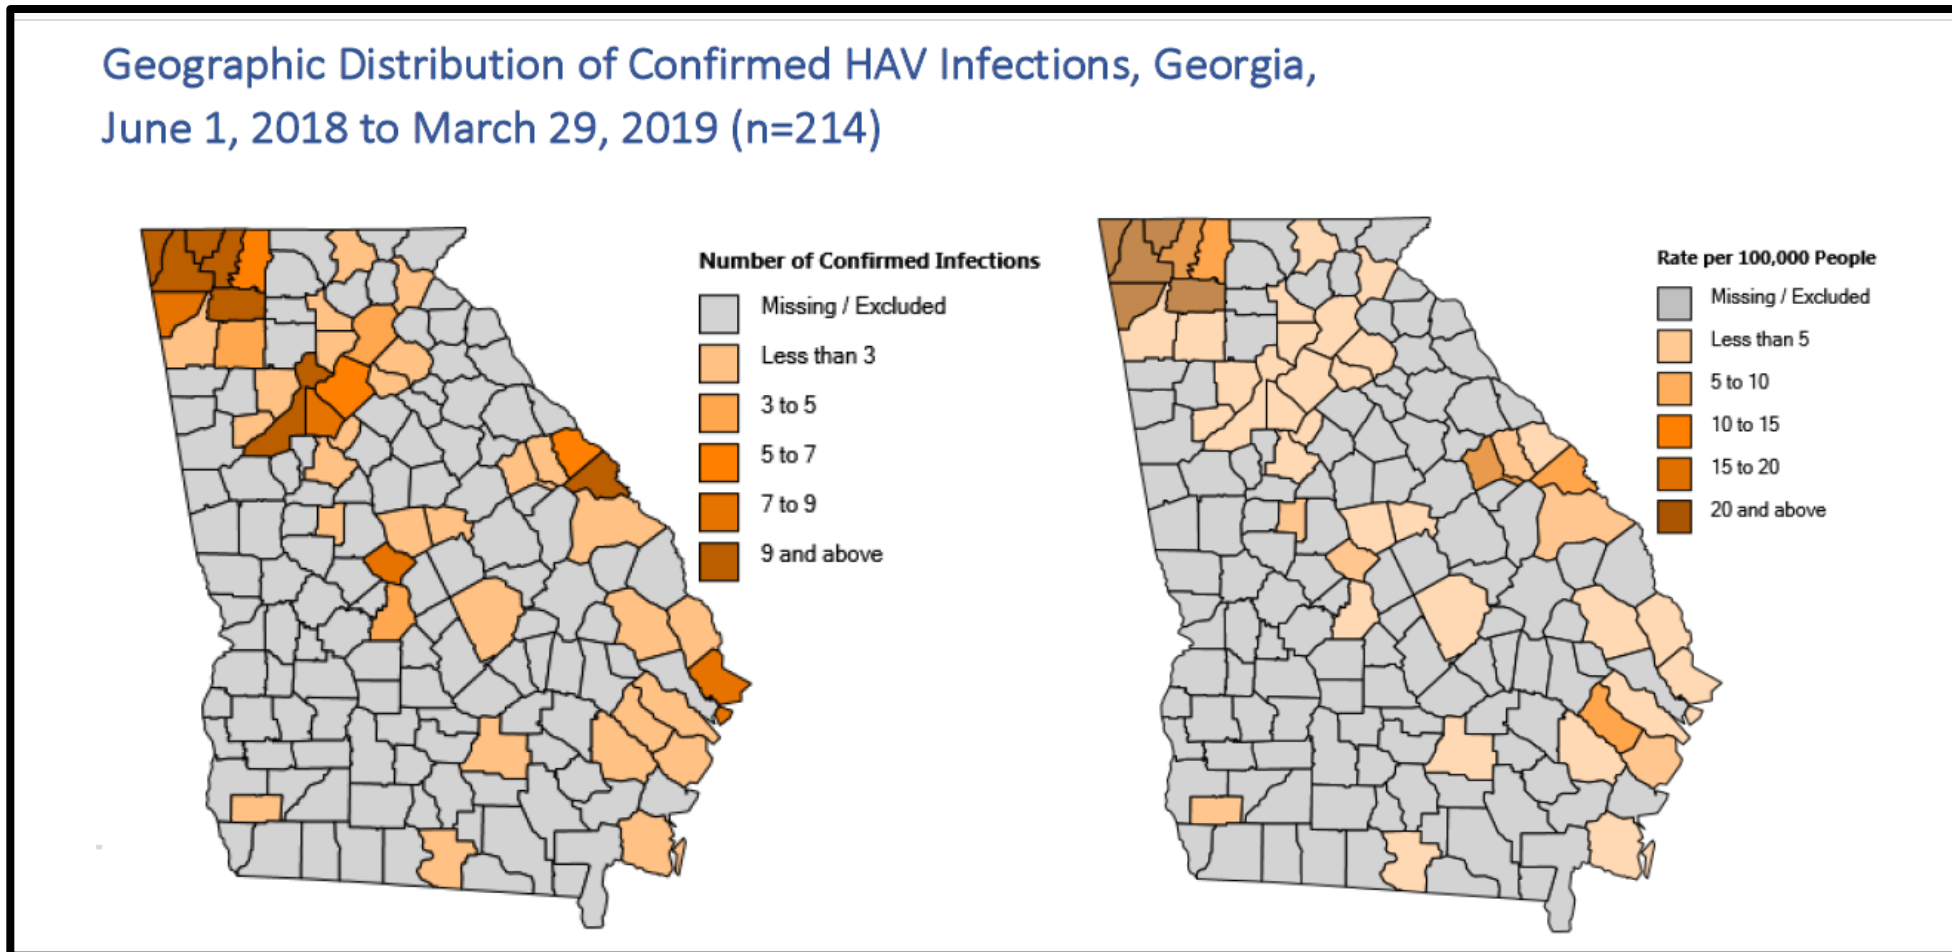 Geographic Distribution of Confirmed HAV Infections, Georgia,
June 1, 2018 to March 29, 2019 (n=214)
Number of Confirmed Infections
Missing / Excluded
Less than 3
3 to 5
5 to 7
7 to 9
9 and above
Rate per 100,000 People
Missing / Excluded
Less than 5
5 to 10
10 to 15
15 to 20
20 and above